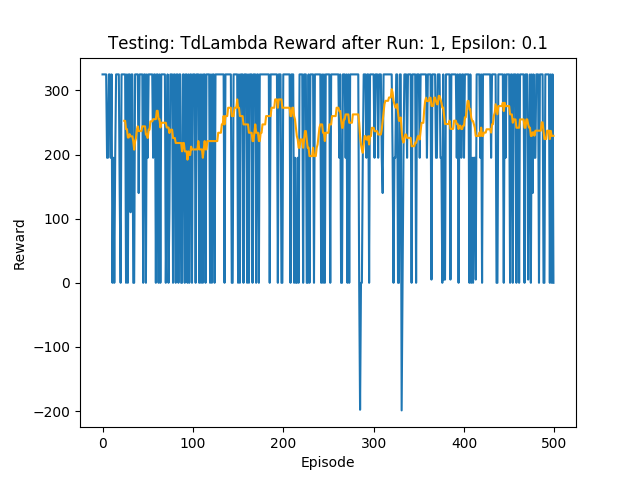 Testing: TdLambda Reward after Run: 1, Epsilon: 0.1
300
200
100
0
−100
−200
Reward
0 100 200 300 400 500
Episode